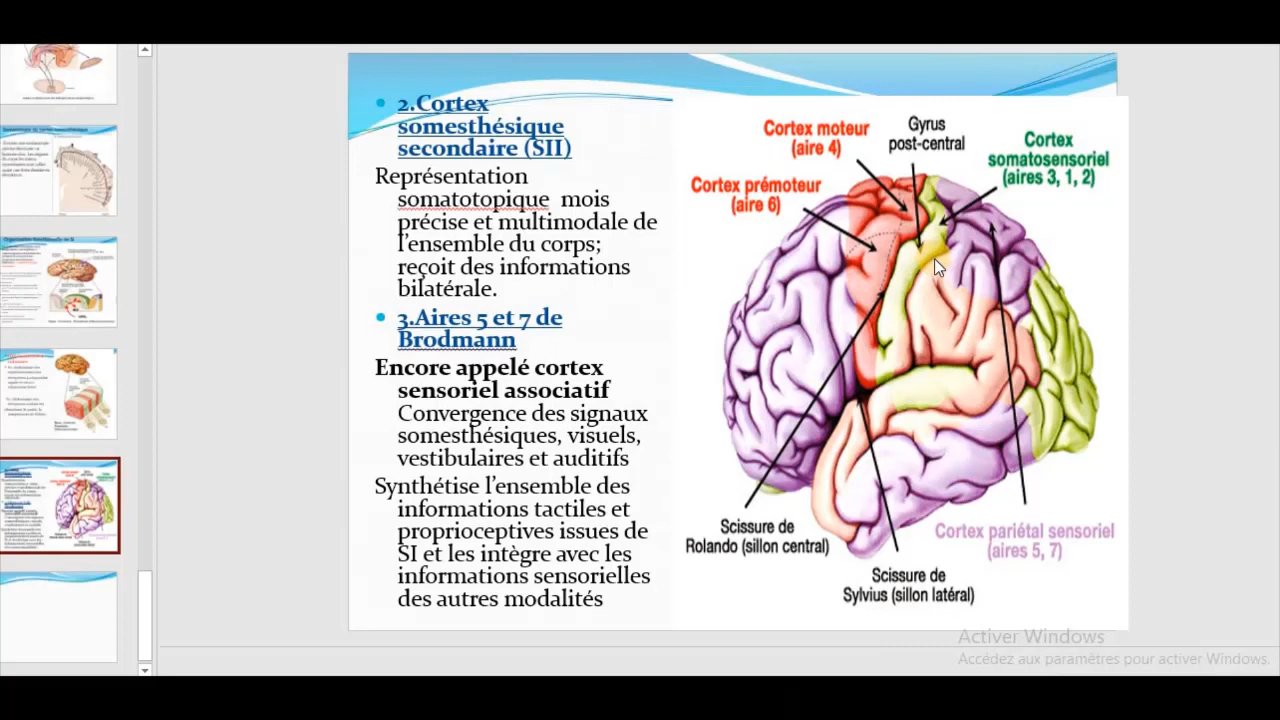 2.Cortex
somesthésique
secondaire (SII)
Représentation
somatotopique mois
précise et multimodale de
l'ensemble du corps;
reçoit des informations
bilatérale.
3.Aires 5 et 7 de
Brodmann
Encore appelé cortex
sensoriel associatif
Convergence des signaux
somesthésiques, visuels,
vestibulaires et auditifs
Synthétise l'ensemble des
informations tactiles et
proprioceptives issues de
SI et les intègre avec les
informations sensorielles
des autres modalités
Cortex moteur
(aire 4)
Gyrus
post-central
Cortex
somatosensoriel
(aires 3, 1, 2)
Cortex prémoteur
(aire 6)
Scissure de
Rolando (sillon central)
Scissure de
Sylvius (sillon latéral)
Cortex pariétal sensoriel
(aires 5, 7)
Activer Windows
Accédez aux paramètres pour activer Windows.